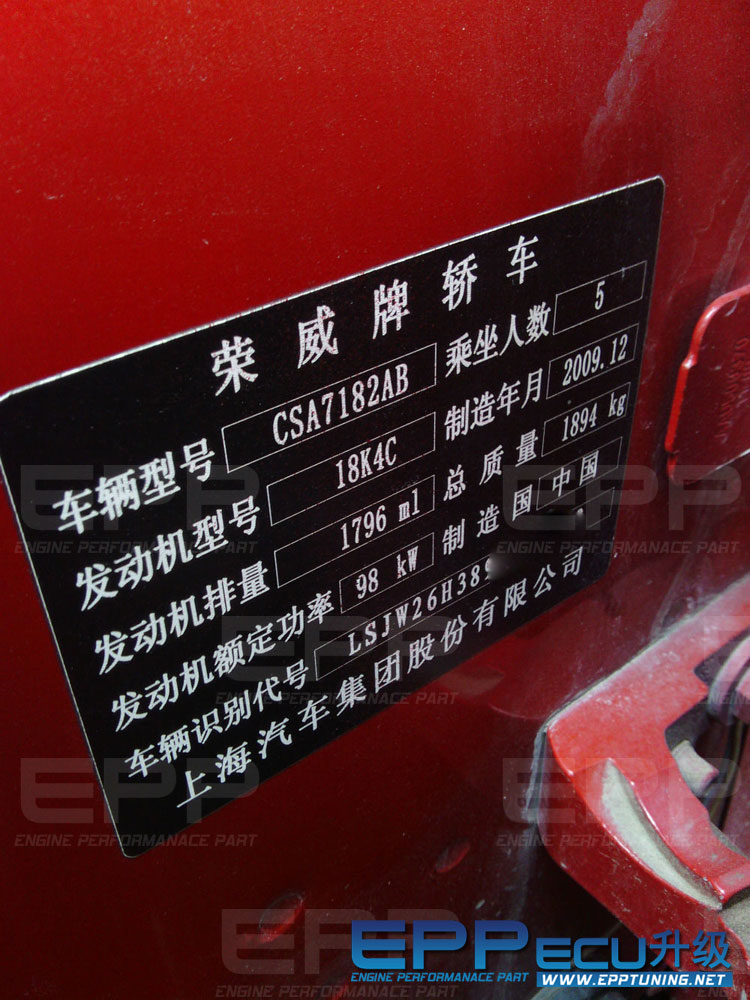 荣威牌轿车
车辆型号 CSA7182AB 乘坐人数 5
发动机型号 18K4C 制造年月 2009.12
发动机排量 1796 ml 总质量 1894 kg
发动机额定功率 98 kW 制造国 中国
车辆识别代号 LSJW26H389
上海汽车集团股份有限公司
EPP EPP
ENGINE PERFORMANACE PART ENGINE PERFORMANACE PART
EPP
ENGINE PERFORMANACE PART
EPP EPP
ENGINE PERFORMANACE PART ENGINE PERFORMANACE PART
EPP
ENGINE PERFORMANACE PART
EPP ECU升级
ENGINE PERFORMANACE PART WWW.EPPTUNING.NET